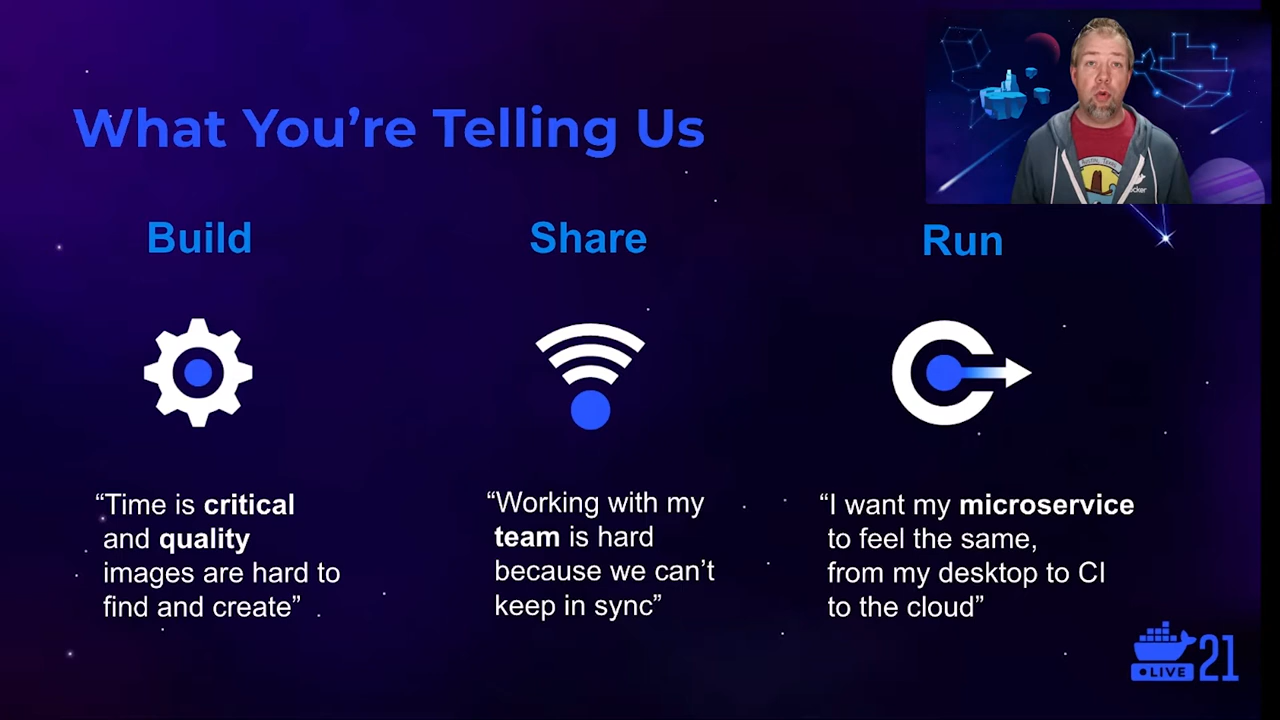 What You're Telling Us
Build
Share
Run
“Time is critical
and quality
images are hard to
find and create”
“Working with my
team is hard
because we can’t
keep in sync”
“I want my microservice
to feel the same,
from my desktop to CI
to the cloud”
LIVE 21